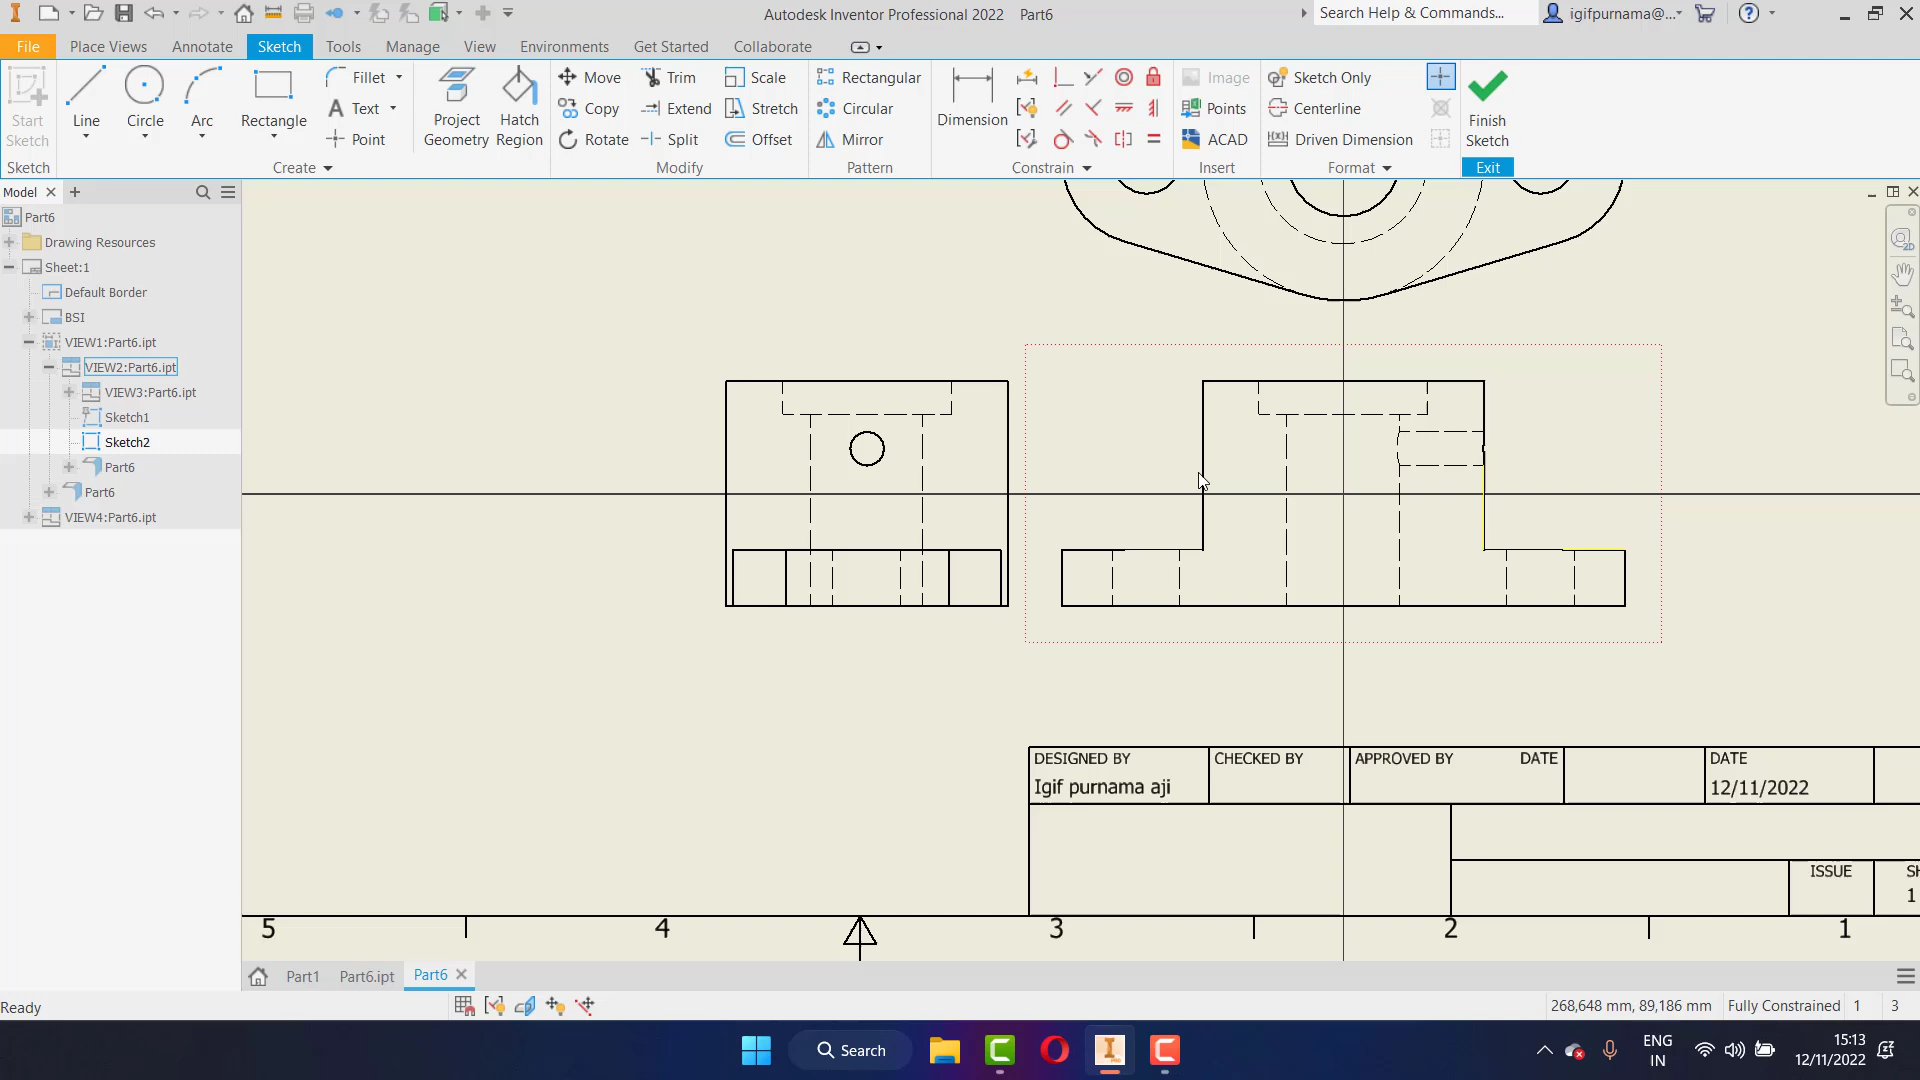 Autodesk Inventor Professional 2022 Part6
Search Help & Commands...
igifpurnama@...
File Place Views Annotate Sketch Tools Manage View Environments Get Started Collaborate
Start Sketch
Line
Circle
Arc
Rectangle
Fillet
Text
Point
Project Geometry
Hatch Region
Move Trim Scale
Copy Extend Stretch
Rotate Split Offset
Rectangular
Circular
Mirror
Dimension
Image
Points
ACAD
Sketch Only
Centerline
Driven Dimension
Finish Sketch
Sketch Create Modify Pattern Constrain Insert Format Exit
Model
Part6
Drawing Resources
Sheet:1
Default Border
BSI
VIEW1:Part6.ipt
VIEW2:Part6.ipt
VIEW3:Part6.ipt
Sketch1
Sketch2
Part6
Part6
VIEW4:Part6.ipt
2D
DESIGNED BY
Igif purnama aji
CHECKED BY
APPROVED BY DATE
DATE
12/11/2022
ISSUE
SH
1
5 4 3 2 1
Part1 Part6.ipt Part6
Ready
268,648 mm, 89,186 mm Fully Constrained 1 3
Search
ENG
IN
15:13
12/11/2022